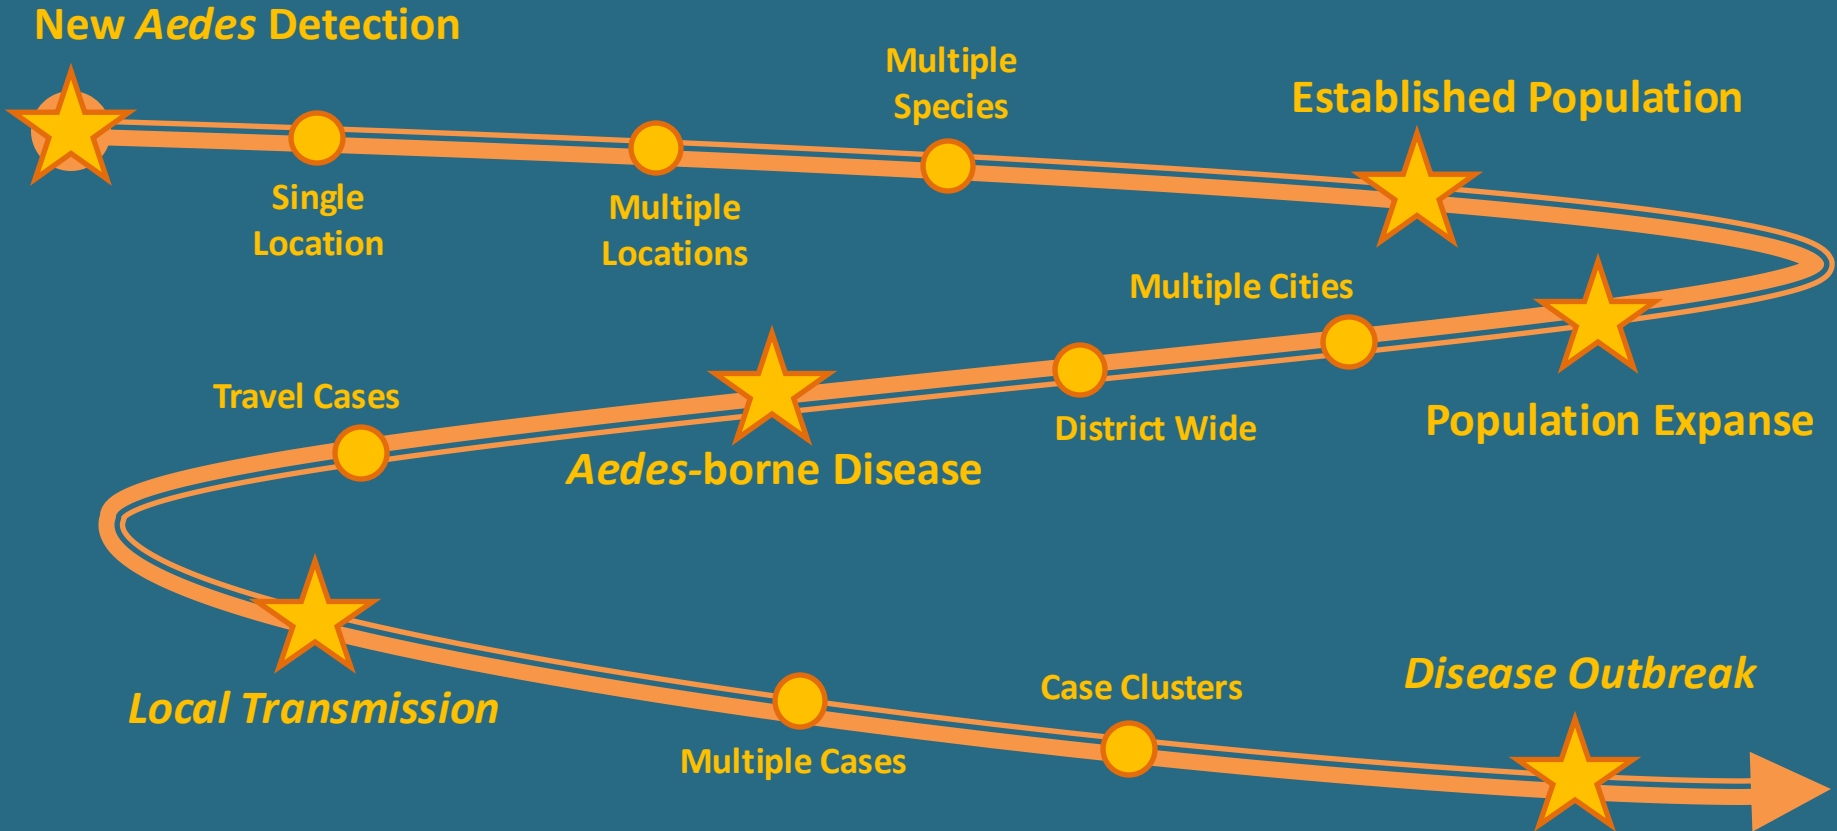 New Aedes Detection
Single
Location
Multiple
Locations
Multiple
Species
Established Population
Population Expanse
Multiple Cities
District Wide
Aedes-borne Disease
Travel Cases
Local Transmission
Multiple Cases
Case Clusters
Disease Outbreak